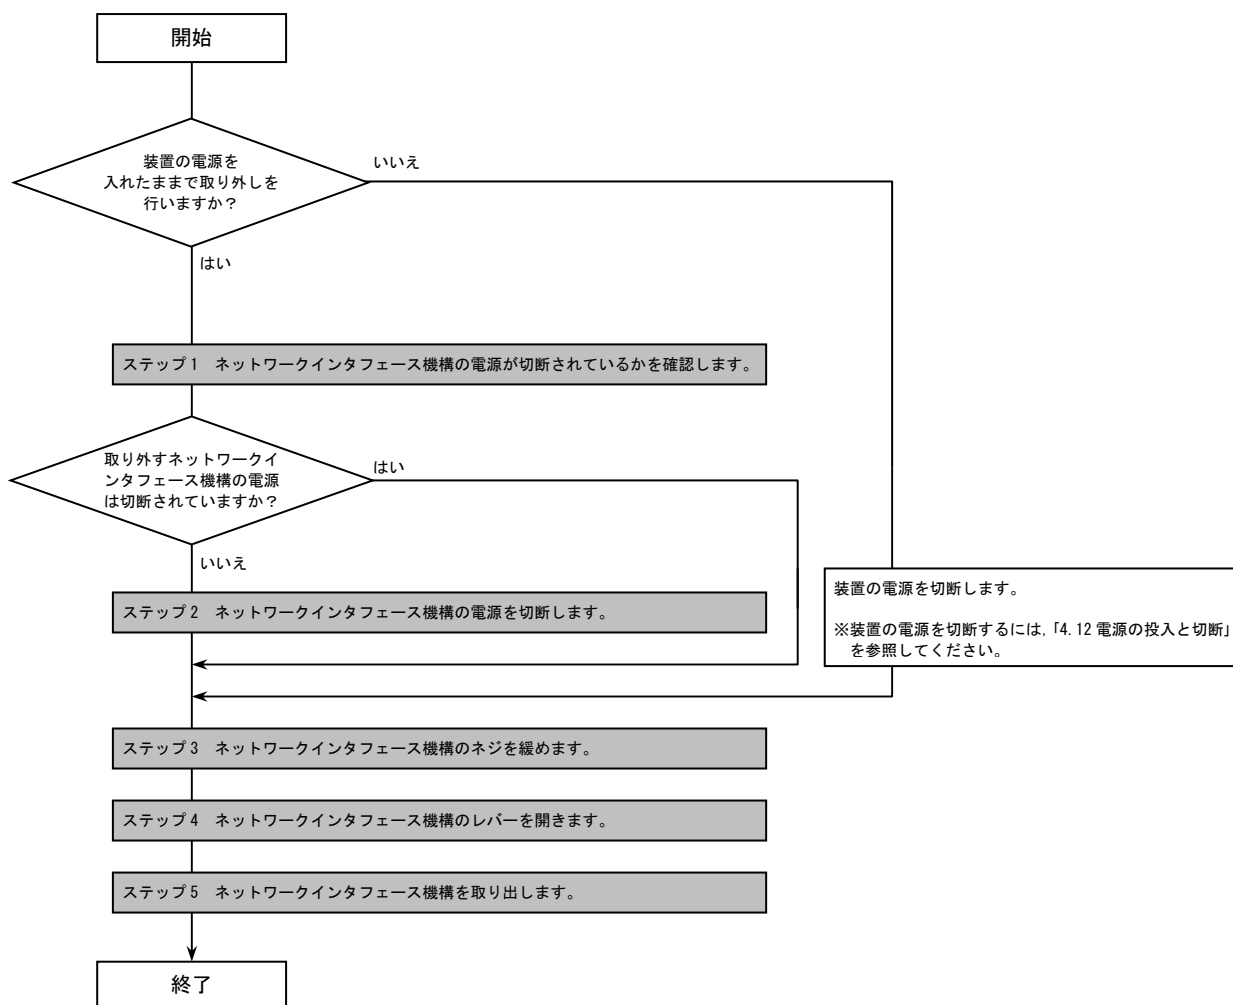 開始
装置の電源を
入れたままで取り外しを
行いますか？
いいえ
はい
ステップ1　ネットワークインタフェース機構の電源が切断されているかを確認します。
取り外すネットワークイ
ンタフェース機構の電源
は切断されていますか？
はい
いいえ
装置の電源を切断します。
※装置の電源を切断するには,「4.12 電源の投入と切断」
を参照してください。
ステップ2　ネットワークインタフェース機構の電源を切断します。
ステップ3　ネットワークインタフェース機構のネジを緩めます。
ステップ4　ネットワークインタフェース機構のレバーを開きます。
ステップ5　ネットワークインタフェース機構を取り出します。
終了